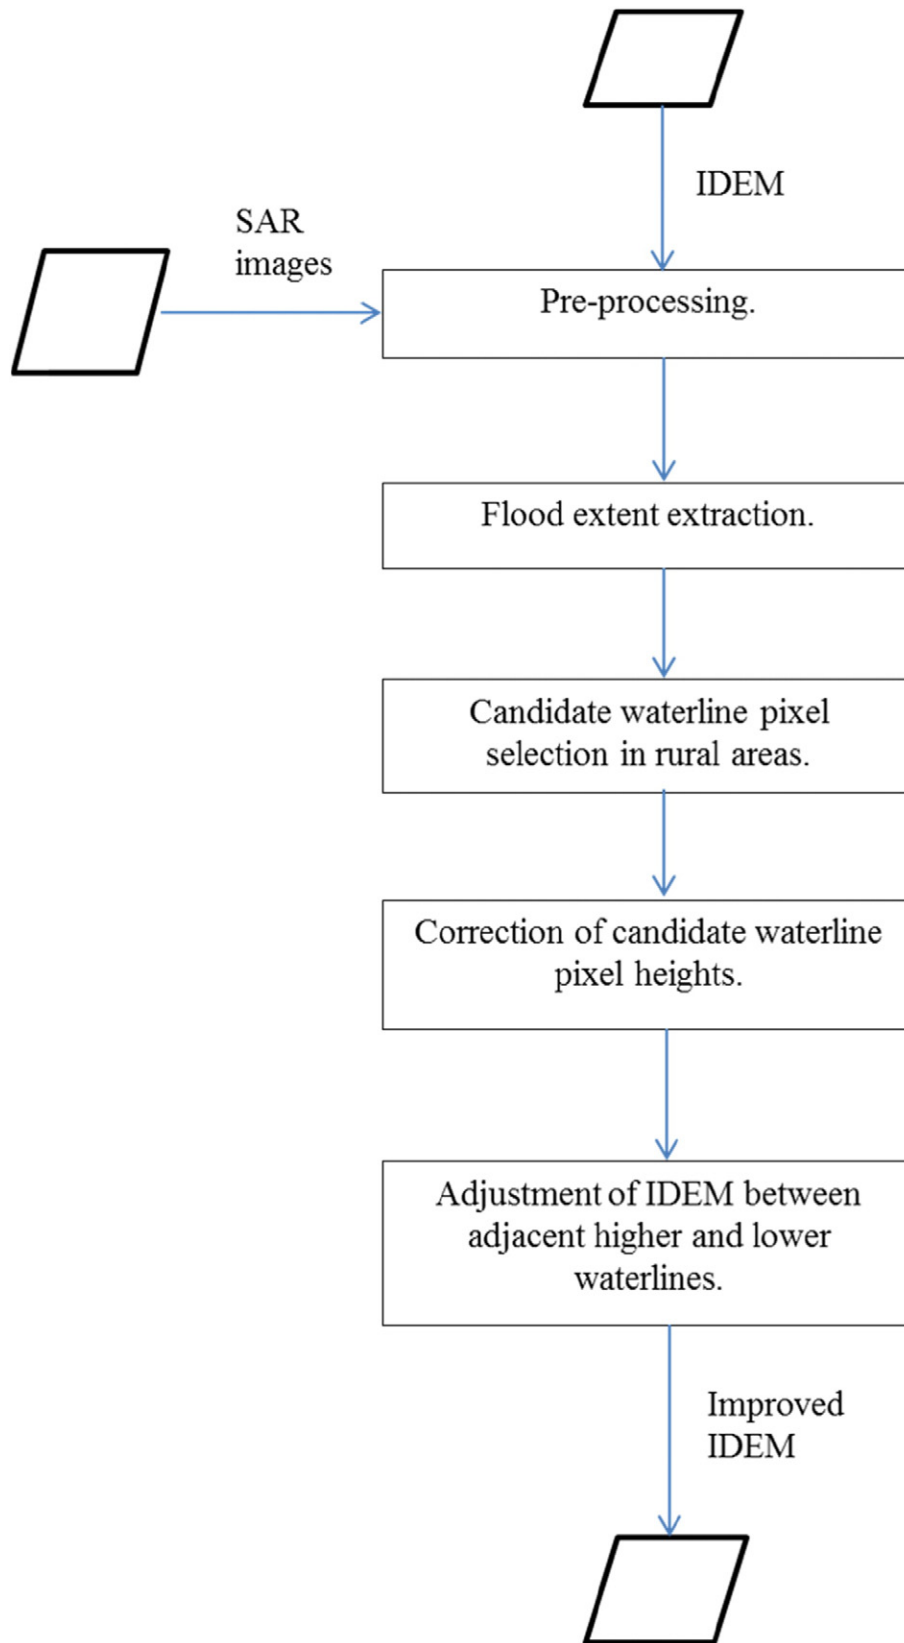 IDEM
SAR
images
Pre-processing.
Flood extent extraction.
Candidate waterline pixel
selection in rural areas.
Correction of candidate waterline
pixel heights.
Adjustment of IDEM between
adjacent higher and lower
waterlines.
Improved
IDEM